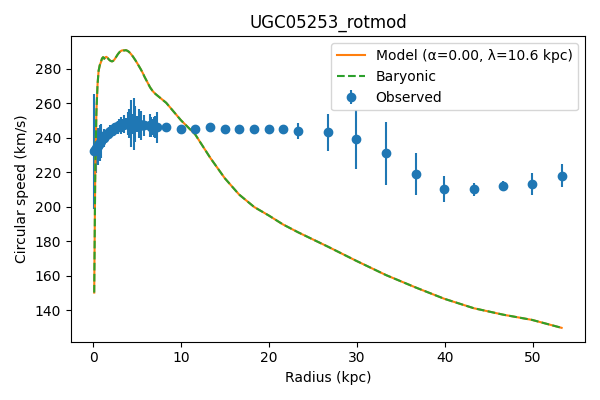 UGC05253_rotmod
Model (α=0.00, λ=10.6 kpc)
Baryonic
Observed
Circular speed (km/s)
280
260
240
220
200
180
160
140
0 10 20 30 40 50
Radius (kpc)